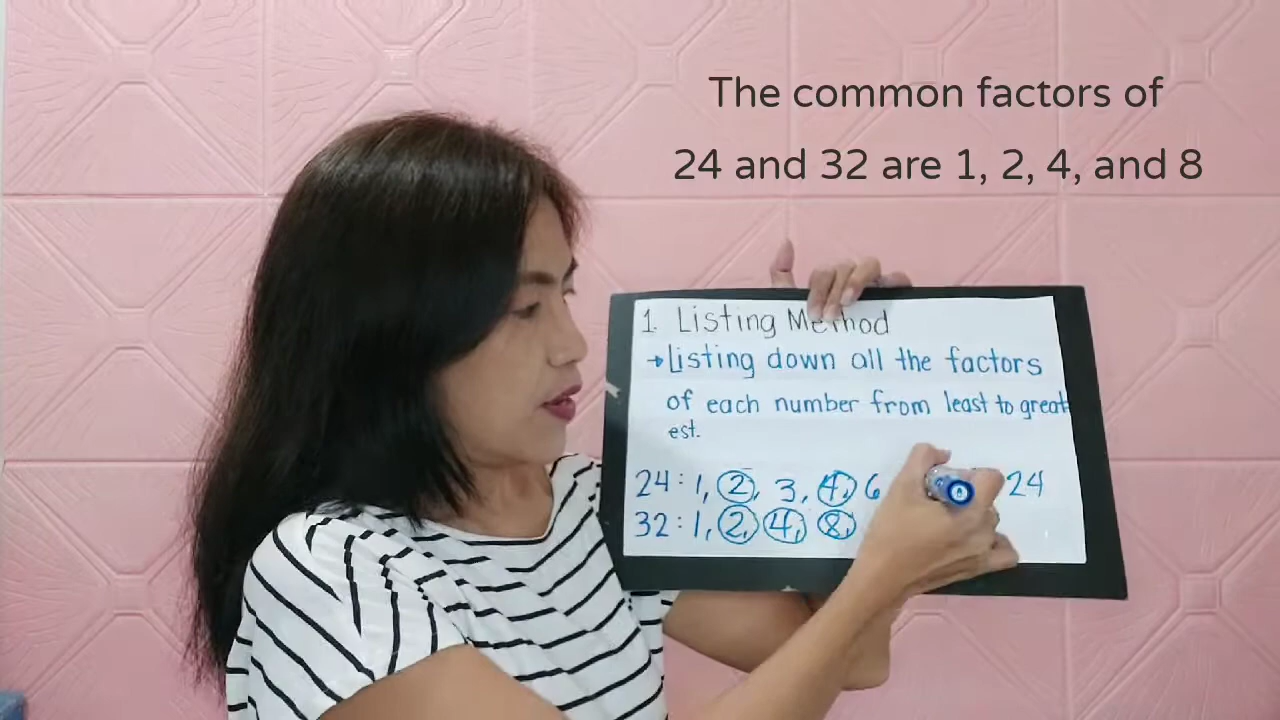 The common factors of
24 and 32 are 1, 2, 4, and 8
1. Listing Method
→Listing down all the factors
of each number from least to great
est.
24: 1, 2, 3, 4, 6 24
32: 1, 2, 4, 8,